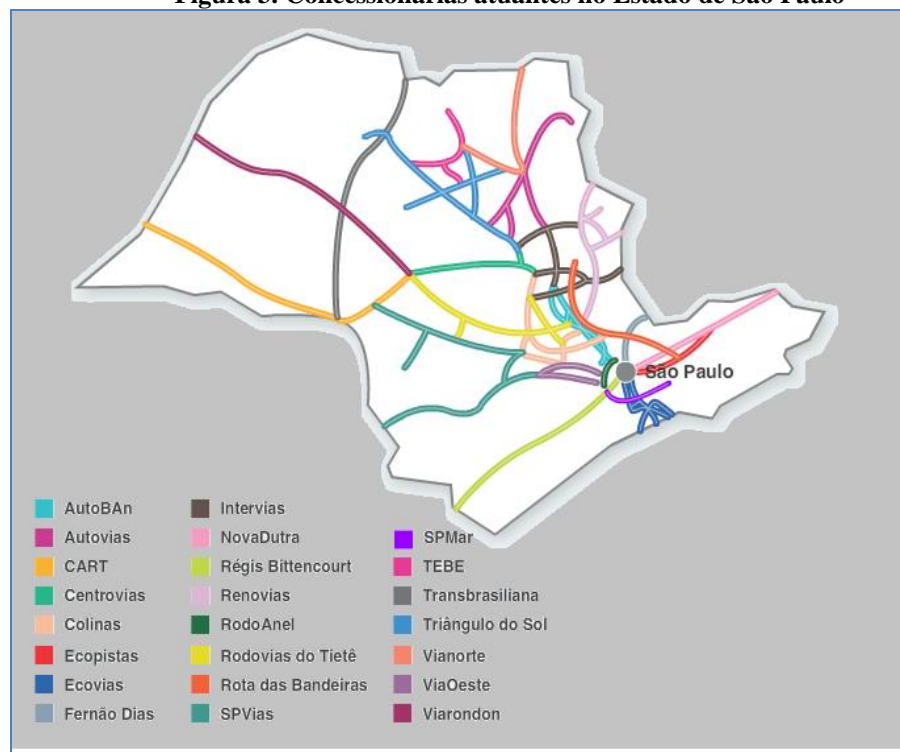 Figura 5: Concessionárias atuantes no Estado de São Paulo
São Paulo
AutoBAn
Autovias
CART
Centrovias
Colinas
Ecopistas
Ecovias
Fernão Dias
Intervias
NovaDutra
Régis Bittencourt
Renovias
RodoAnel
Rodovias do Tietê
Rota das Bandeiras
SPVias
SPMar
TEBE
Transbrasiliana
Triângulo do Sol
Vianorte
ViaOeste
Viarondon